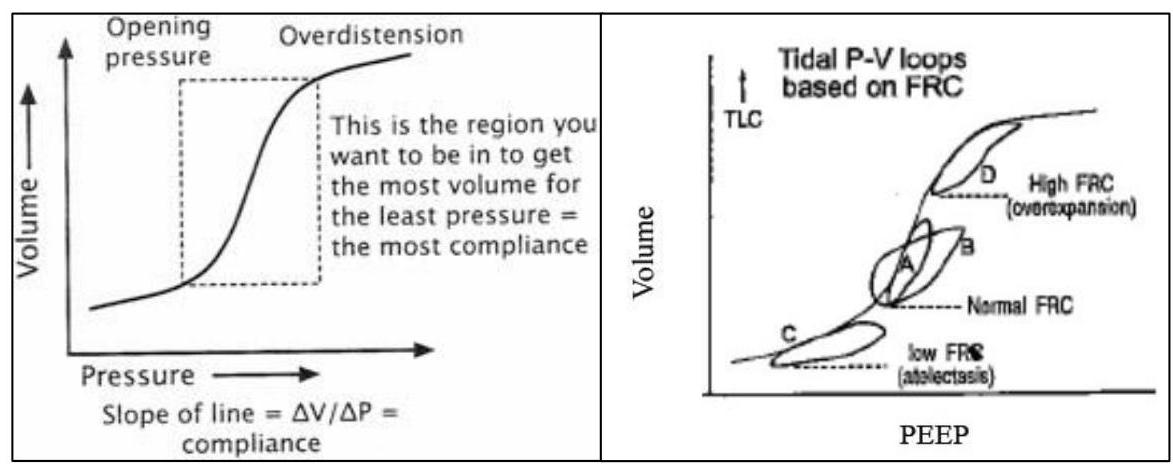 Opening
pressure
Overdistension
This is the region you
want to be in to get
the most volume for
the least pressure =
the most compliance
Volume
Pressure
Slope of line = ΔV/ΔP =
compliance
Tidal P-V loops
based on FRC
TLC
D
High FRC
(overexpansion)
A
B
Normal FRC
C
low FRC
(atelectasis)
Volume
PEEP